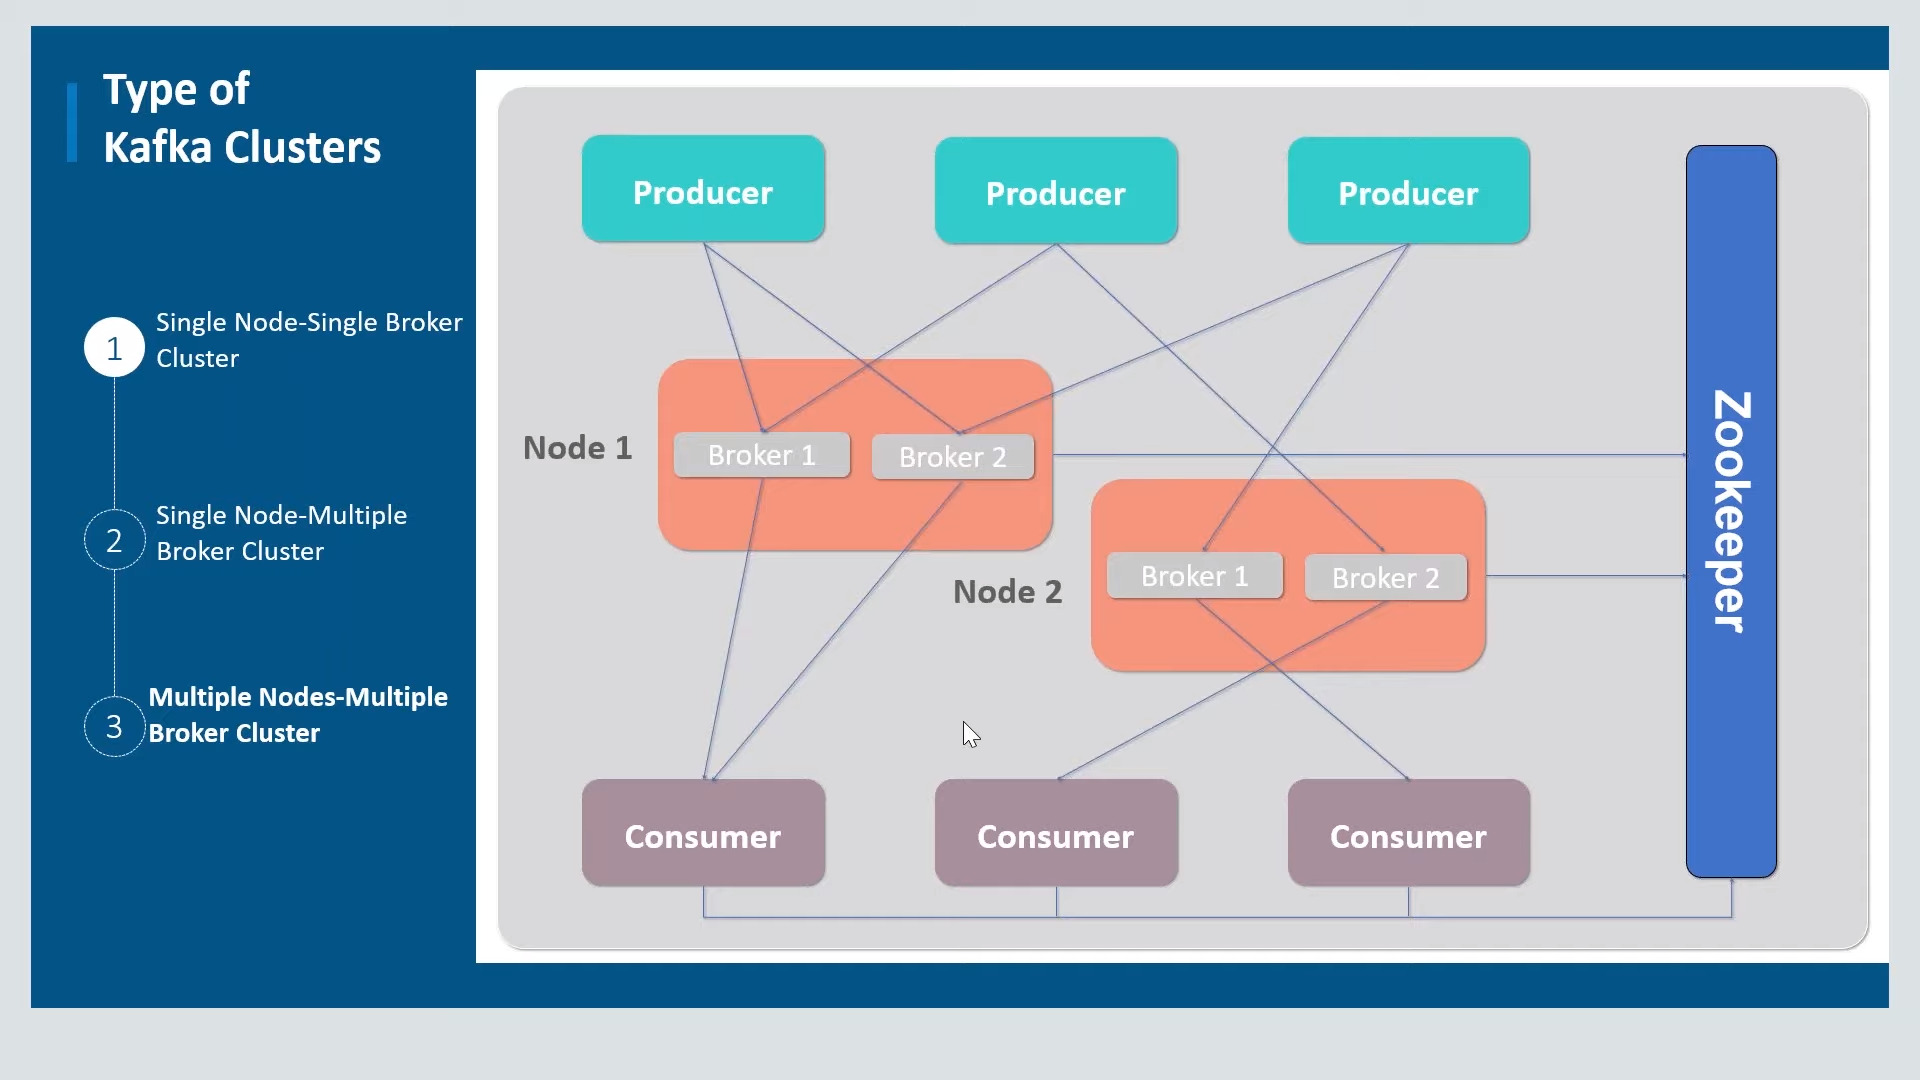 Type of
Kafka Clusters
1
Single Node-Single Broker
Cluster
2
Single Node-Multiple
Broker Cluster
3
Multiple Nodes-Multiple
Broker Cluster
Producer
Producer
Producer
Node 1
Broker 1
Broker 2
Node 2
Broker 1
Broker 2
Zookeeper
Consumer
Consumer
Consumer